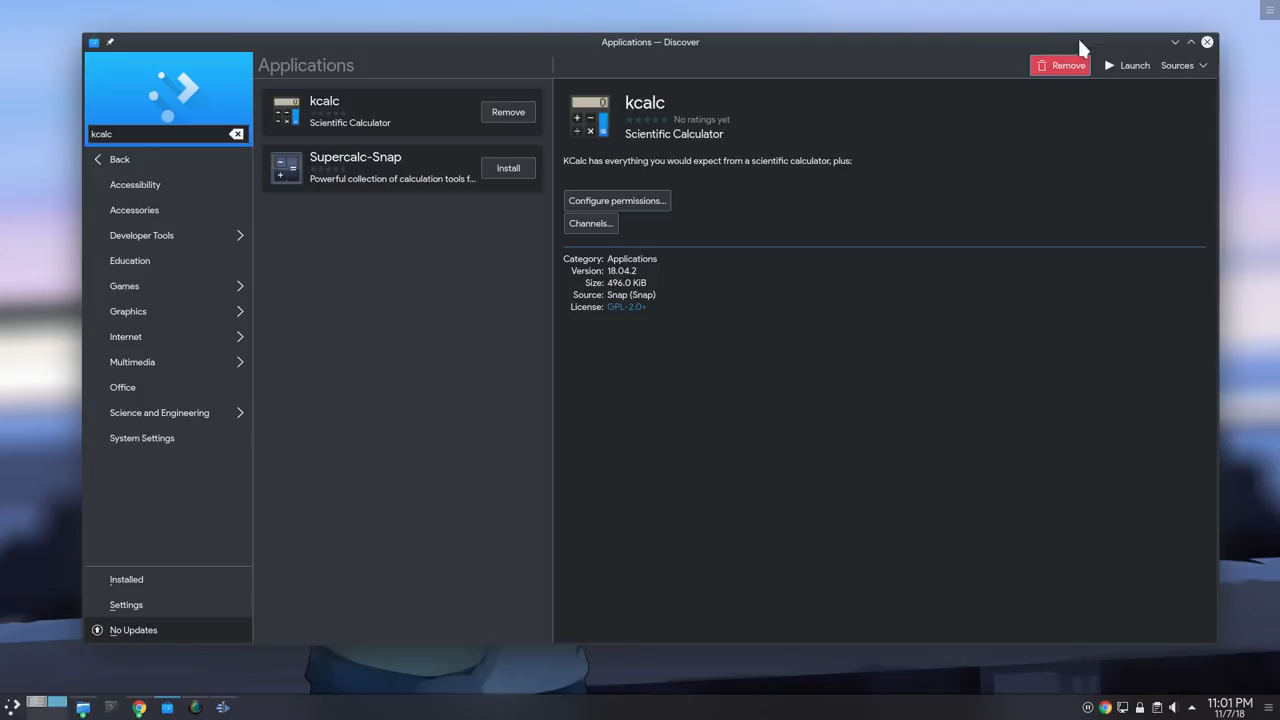 Applications — Discover
Applications
Remove
Launch
Sources
kcalc
Back
Accessibility
Accessories
Developer Tools
Education
Games
Graphics
Internet
Multimedia
Office
Science and Engineering
System Settings
Installed
Settings
No Updates
kcalc
Scientific Calculator
Remove
Supercalc-Snap
Powerful collection of calculation tools f...
Install
kcalc
No ratings yet
Scientific Calculator
KCalc has everything you would expect from a scientific calculator, plus:
Configure permissions...
Channels...
Category: Applications
Version: 18.04.2
Size: 496.0 KiB
Source: Snap (Snap)
License: GPL-2.0+
11:01 PM
11/7/18